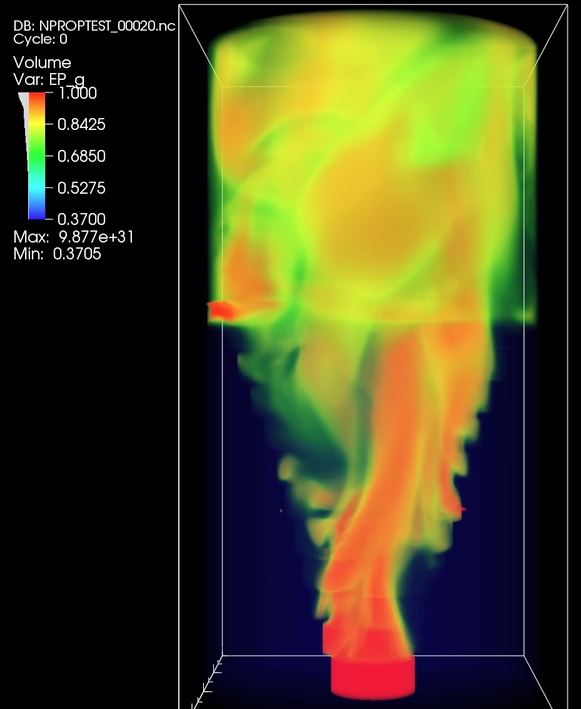 DB: NPROPTEST_00020.nc
Cycle: 0
Volume
Var: EP_g
1.000
0.8425
0.6850
0.5275
0.3700
Max: 9.877e+31
Min: 0.3705